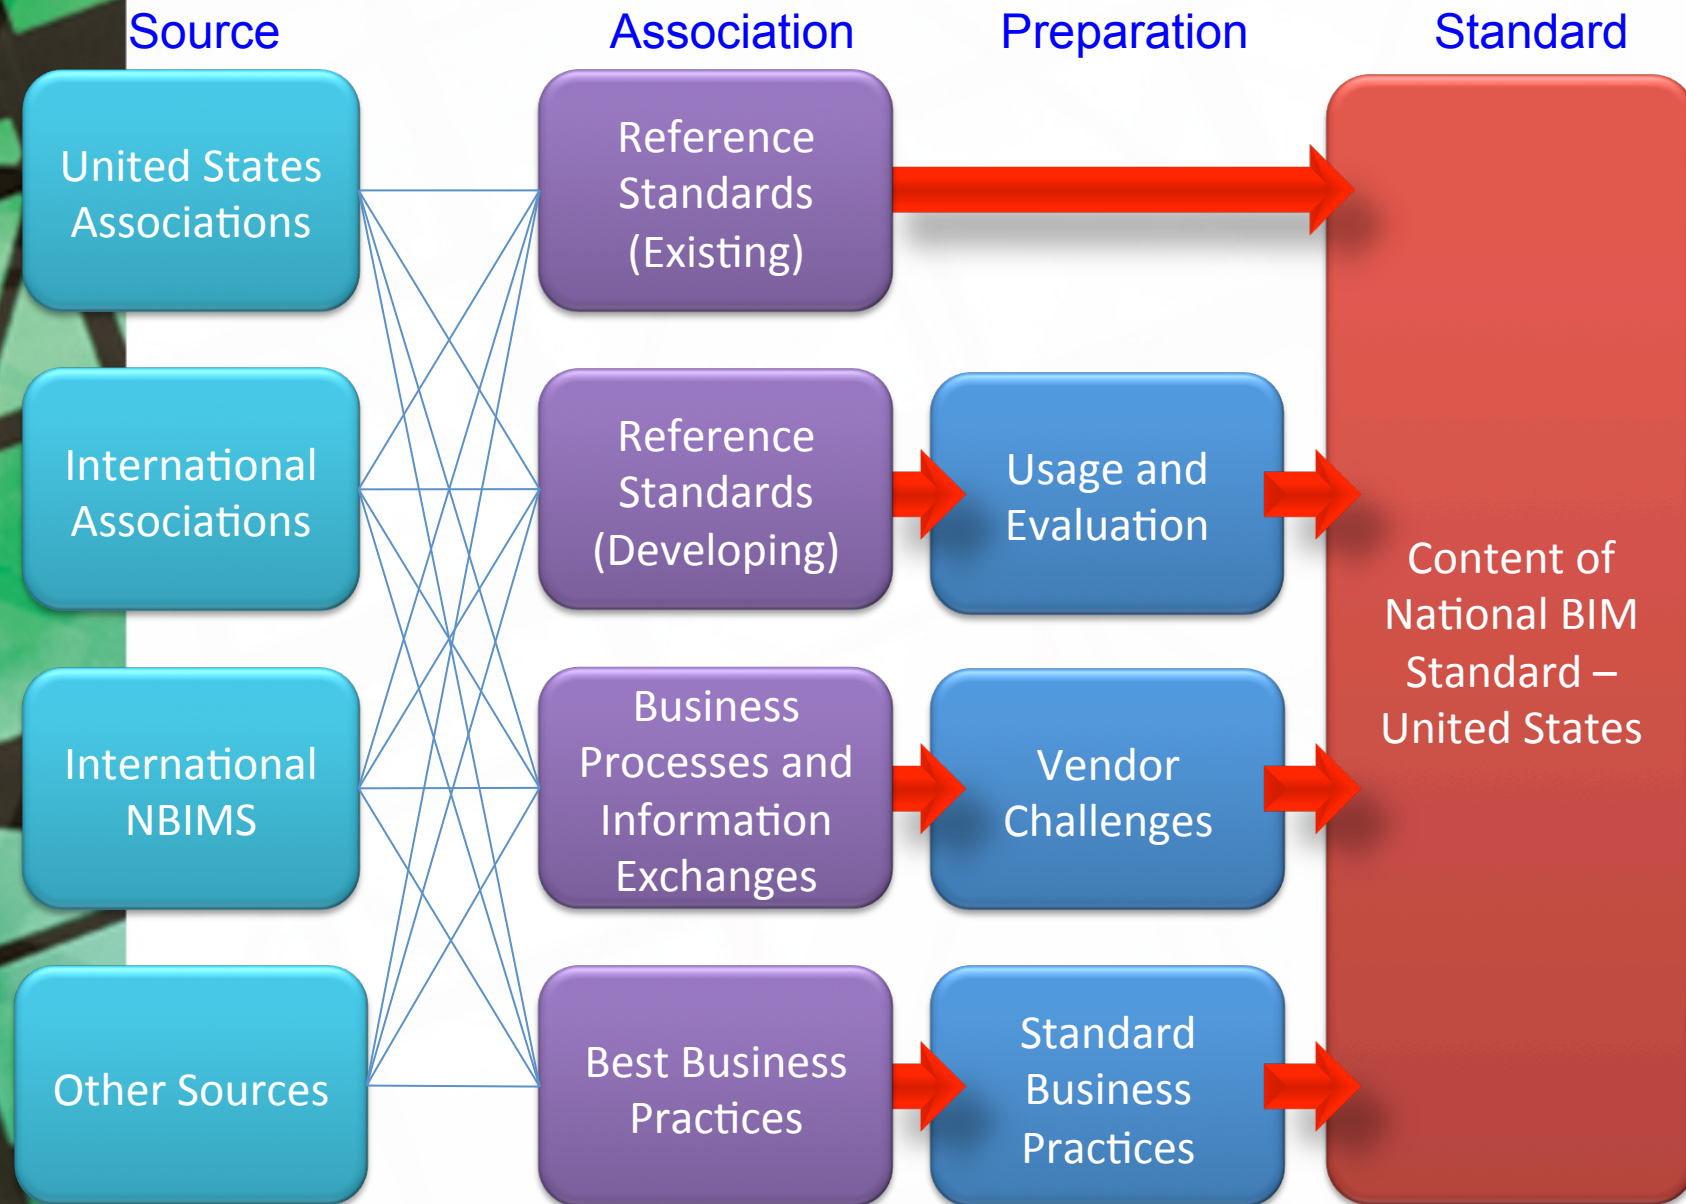 Source
Association
Preparation
Standard
United States
Associations
Reference
Standards
(Existing)
International
Associations
Reference
Standards
(Developing)
Usage and
Evaluation
International
NBIMS
Business
Processes and
Information
Exchanges
Vendor
Challenges
Other Sources
Best Business
Practices
Standard
Business
Practices
Content of
National BIM
Standard –
United States